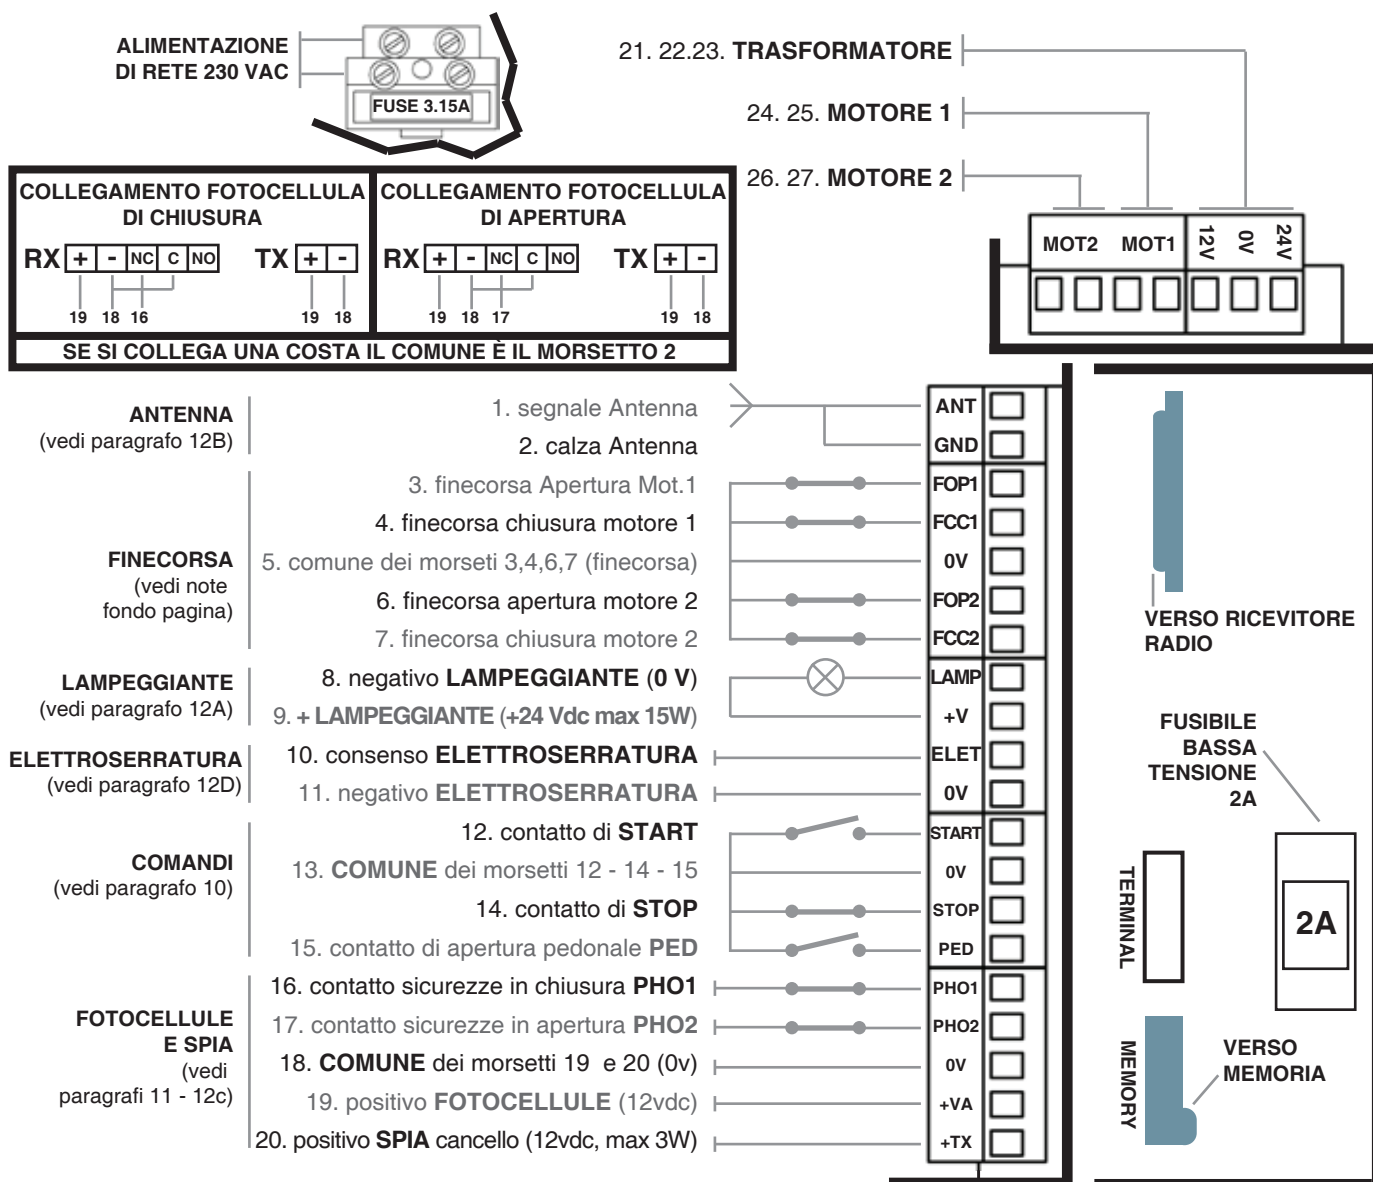 ALIMENTAZIONE
DI RETE 230 VAC
FUSE 3.15A
21. 22.23. TRASFORMATORE
24. 25. MOTORE 1
26. 27. MOTORE 2
MOT2 MOT1 12V 0V 24V
COLLEGAMENTO FOTOCELLULA
DI CHIUSURA
RX + - NC C NO TX + -
19 18 16 19 18
COLLEGAMENTO FOTOCELLULA
DI APERTURA
RX + - NC C NO TX + -
19 18 17 19 18
SE SI COLLEGA UNA COSTA IL COMUNE È IL MORSETTO 2
ANTENNA
(vedi paragrafo 12B)
1. segnale Antenna ANT
2. calza Antenna GND
FINECORSA
(vedi note
fondo pagina)
3. finecorsa Apertura Mot.1 FOP1
4. finecorsa chiusura motore 1 FCC1
5. comune dei morseti 3,4,6,7 (finecorsa) 0V
6. finecorsa apertura motore 2 FOP2
7. finecorsa chiusura motore 2 FCC2
LAMPEGGIANTE
(vedi paragrafo 12A)
8. negativo LAMPEGGIANTE (0 V) LAMP
9. + LAMPEGGIANTE (+24 Vdc max 15W) +V
ELETTROSERRATURA
(vedi paragrafo 12D)
10. consenso ELETTROSERRATURA ELET
11. negativo ELETTROSERRATURA 0V
COMANDI
(vedi paragrafo 10)
12. contatto di START START
13. COMUNE dei morsetti 12 - 14 - 15 0V
14. contatto di STOP STOP
15. contatto di apertura pedonale PED PED
FOTOCELLULE
E SPIA
(vedi
paragrafi 11 - 12c)
16. contatto sicurezze in chiusura PHO1 PHO1
17. contatto sicurezze in apertura PHO2 PHO2
18. COMUNE dei morsetti 19 e 20 (0v) 0V
19. positivo FOTOCELLULE (12vdc) +VA
20. positivo SPIA cancello (12vdc, max 3W) +TX
VERSO RICEVITORE
RADIO
FUSIBILE
BASSA
TENSIONE
2A
2A
TERMINAL
MEMORY
VERSO
MEMORIA